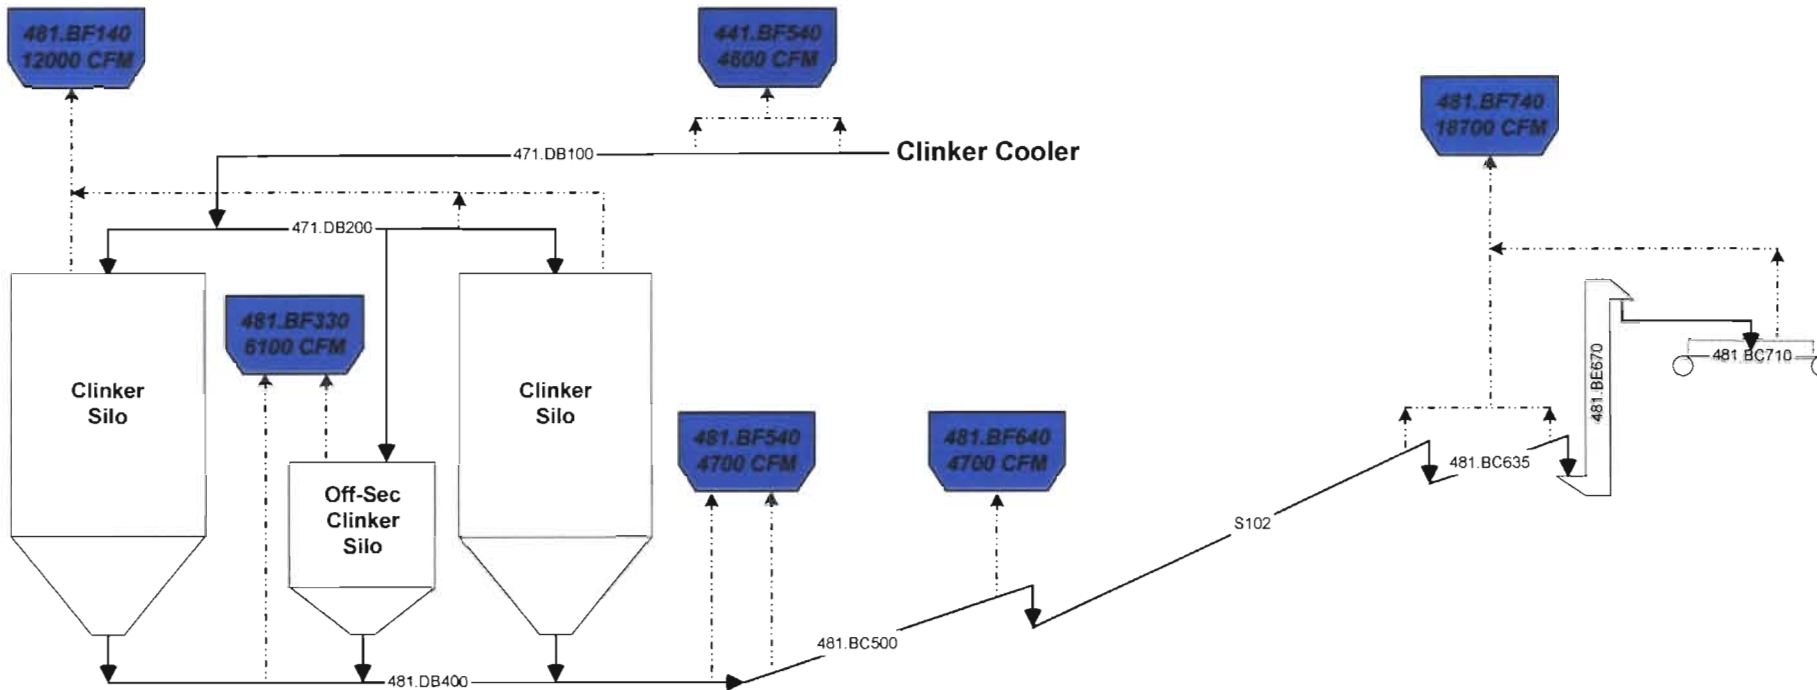 481.BF140
12000 CFM
441.BF540
4600 CFM
481.BF740
18700 CFM
471.DB100
Clinker Cooler
471.DB200
481.BF330
6100 CFM
Clinker
Silo
Clinker
Silo
481.BE670
481.BC710
481.BF540
4700 CFM
481.BF640
4700 CFM
481.BC635
Off-Sec
Clinker
Silo
S102
481.BC500
481.DB400